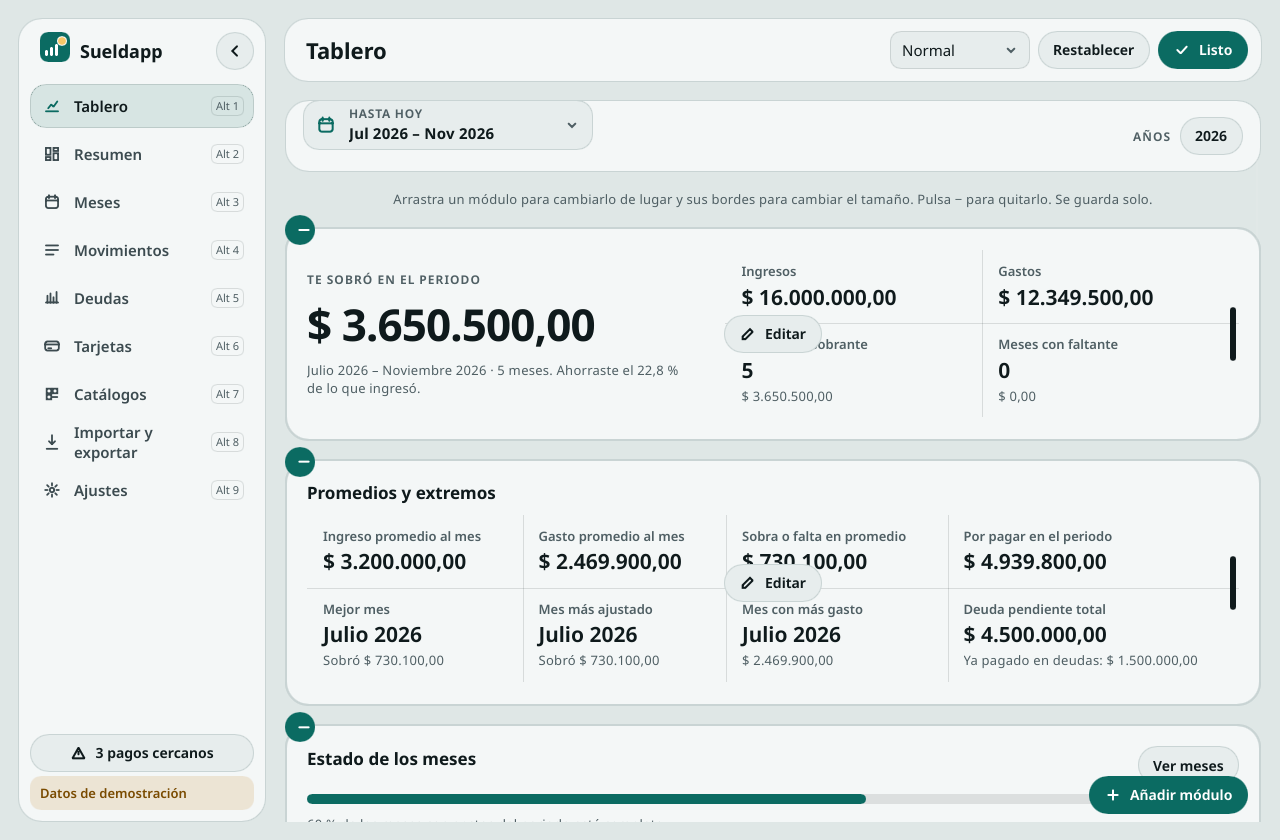 Sueldapp
Tablero
Alt 1
Resumen
Alt 2
Meses
Alt 3
Movimientos
Alt 4
Deudas
Alt 5
Tarjetas
Alt 6
Catálogos
Alt 7
Importar y
exportar
Alt 8
Ajustes
Alt 9
3 pagos cercanos
Datos de demostración
Tablero
Normal
Restablecer
Listo
HASTA HOY
Jul 2026 – Nov 2026
AÑOS
2026
Arrastra un módulo para cambiarlo de lugar y sus bordes para cambiar el tamaño. Pulsa − para quitarlo. Se guarda solo.
TE SOBRÓ EN EL PERIODO
$ 3.650.500,00
Julio 2026 – Noviembre 2026 · 5 meses. Ahorraste el 22,8 %
de lo que ingresó.
Ingresos
$ 16.000.000,00
Gastos
$ 12.349.500,00
Editar
sobrante
5
$ 3.650.500,00
Meses con faltante
0
$ 0,00
Promedios y extremos
Ingreso promedio al mes
$ 3.200.000,00
Gasto promedio al mes
$ 2.469.900,00
Sobra o falta en promedio
$ 730.100,00
Por pagar en el periodo
$ 4.939.800,00
Editar
Mejor mes
Julio 2026
Sobró $ 730.100,00
Mes más ajustado
Julio 2026
Sobró $ 730.100,00
Mes con más gasto
Julio 2026
$ 2.469.900,00
Deuda pendiente total
$ 4.500.000,00
Ya pagado en deudas: $ 1.500.000,00
Estado de los meses
Ver meses
Añadir módulo